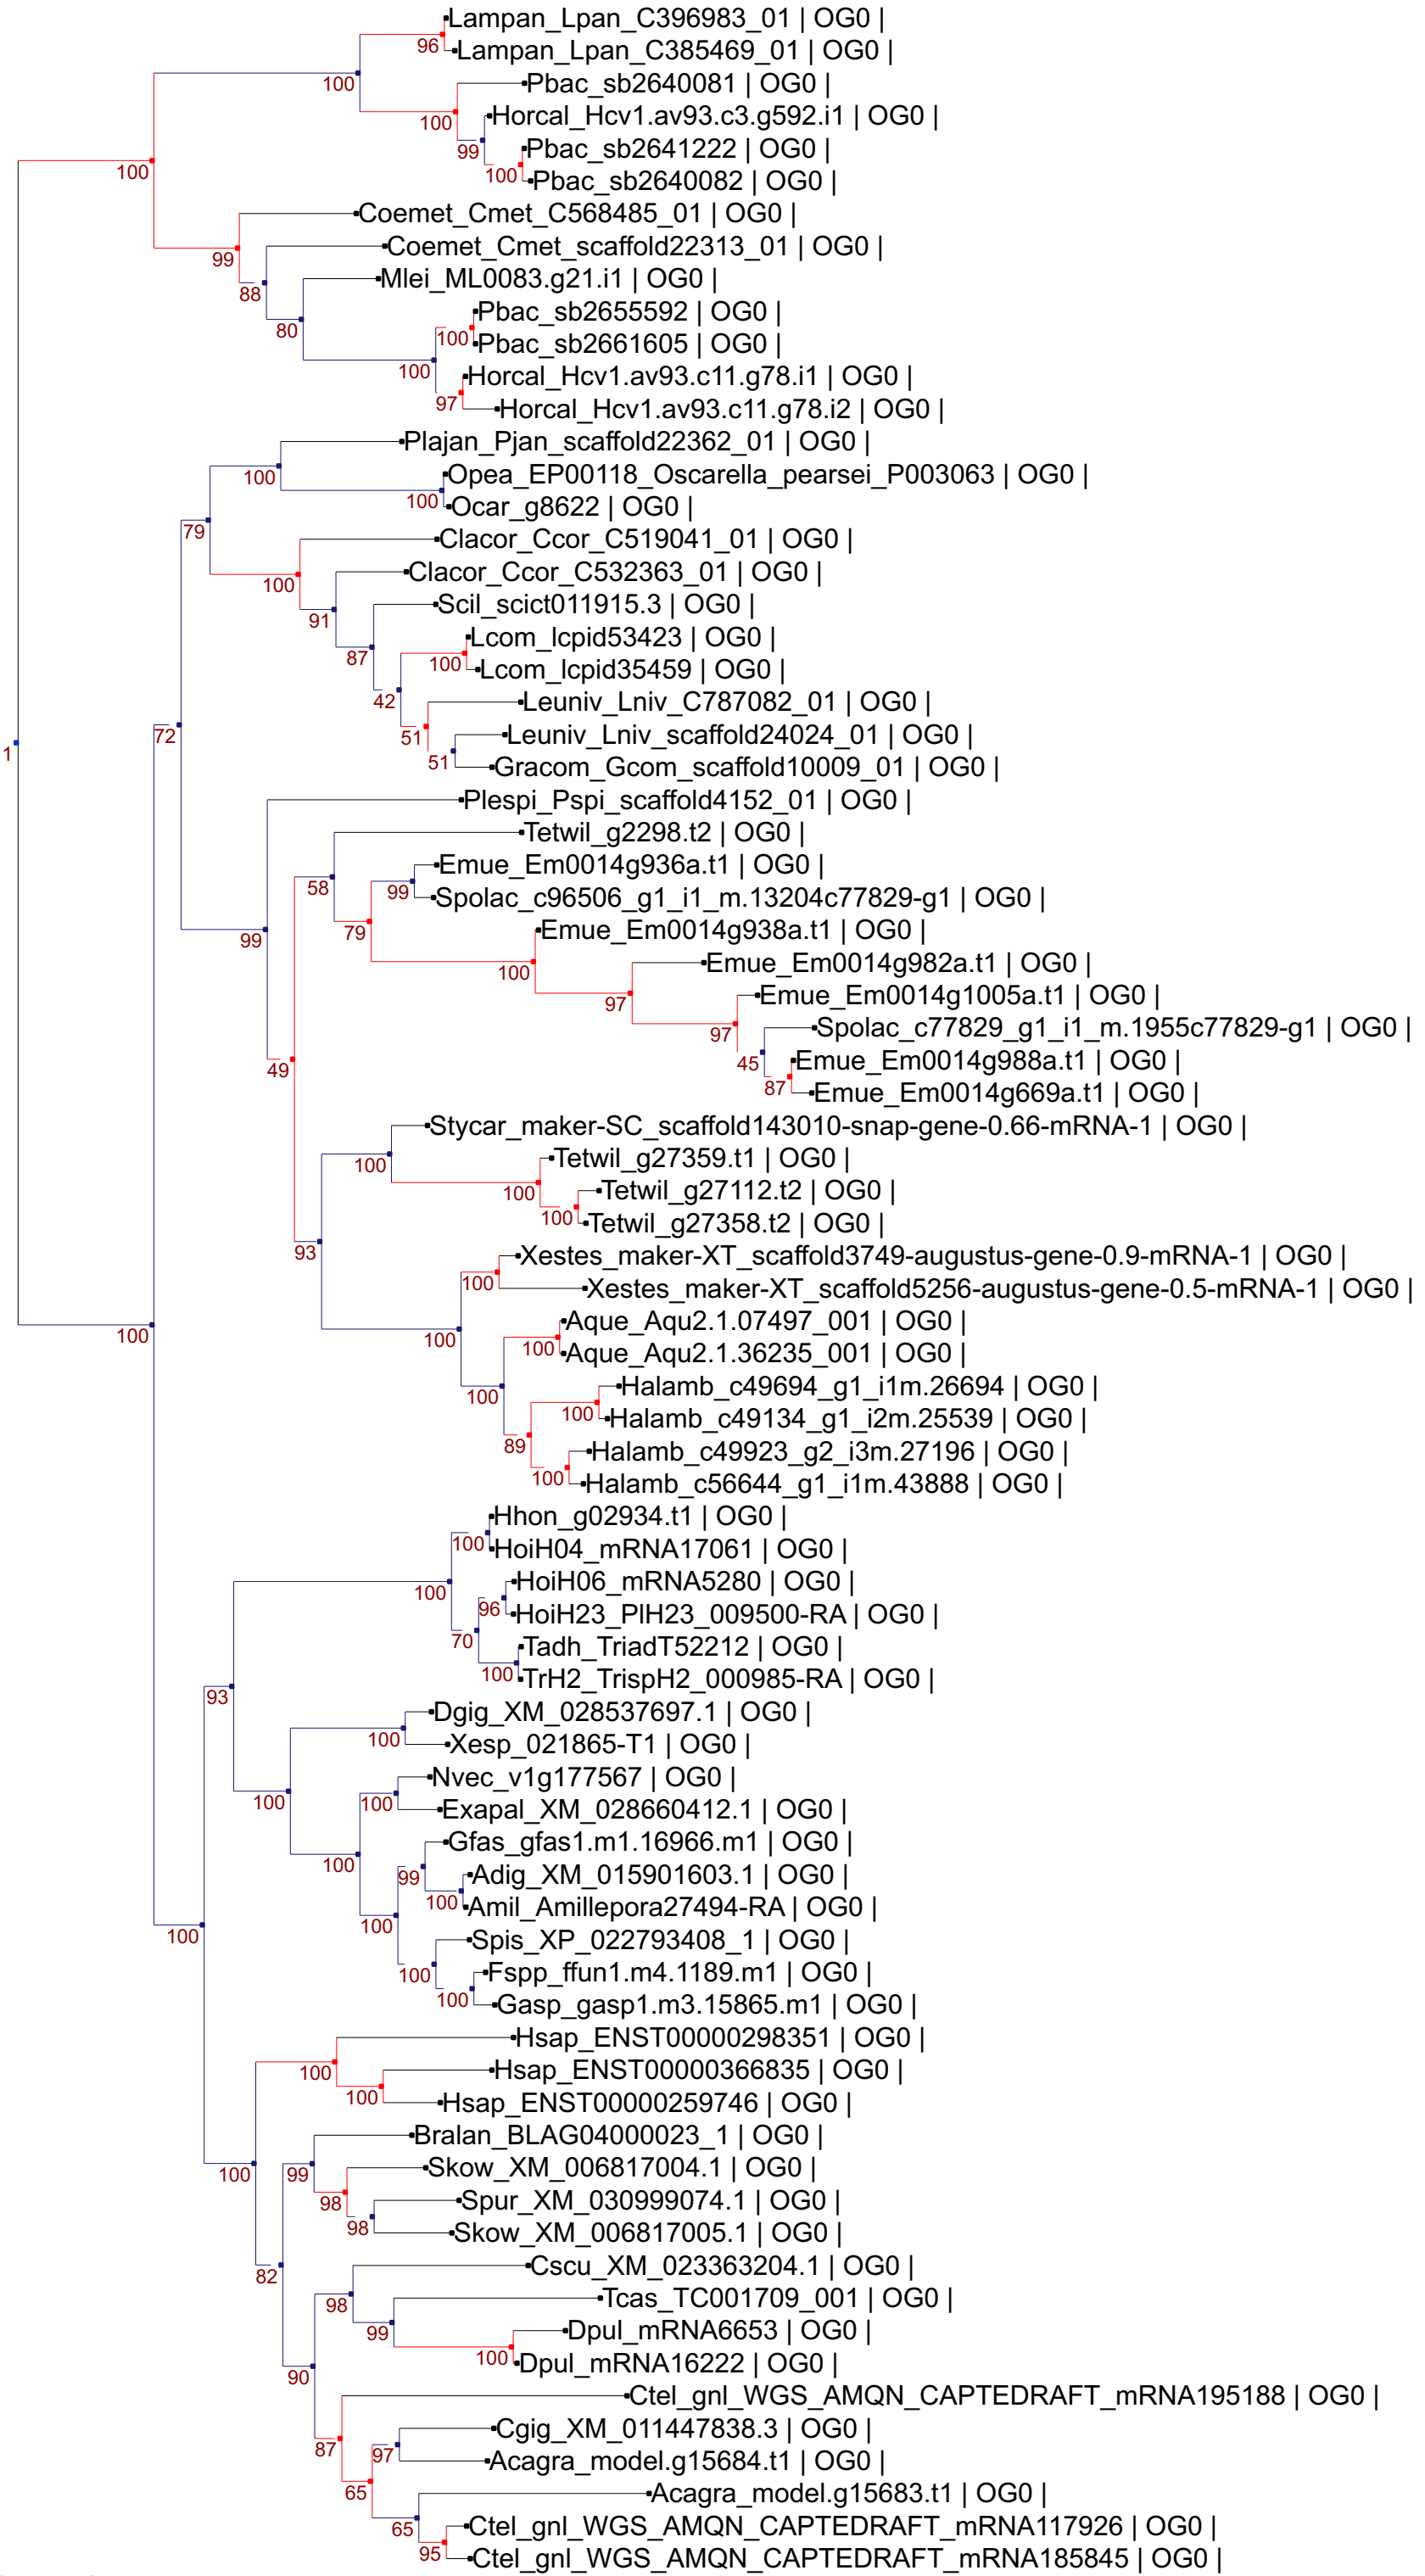 Lampan_Lpan_C396983_01 | OG0 |
96
Lampan_Lpan_C385469_01 | OG0 |
100
Pbac_sb2640081 | OG0 |
100
Horcal_Hcv1.av93.c3.g592.i1 | OG0 |
99
Pbac_sb2641222 | OG0 |
100
100
Pbac_sb2640082 | OG0 |
Coemet_Cmet_C568485_01 | OG0 |
99
Coemet_Cmet_scaffold22313_01 | OG0 |
88
Mlei_ML0083.g21.i1 | OG0 |
80
Pbac_sb2655592 | OG0 |
100
Pbac_sb2661605 | OG0 |
100
Horcal_Hcv1.av93.c11.g78.i1 | OG0 |
97
Horcal_Hcv1.av93.c11.g78.i2 | OG0 |
Plajan_Pjan_scaffold22362_01 | OG0 |
100
Opea_EP00118_Oscarella_pearsei_P003063 | OG0 |
100
Ocar_g8622 | OG0 |
79
Clacor_Ccor_C519041_01 | OG0 |
100
Clacor_Ccor_C532363_01 | OG0 |
91
Scil_scict011915.3 | OG0 |
87
Lcom_lcpid53423 | OG0 |
100
Lcom_lcpid35459 | OG0 |
42
Leuniv_Lniv_C787082_01 | OG0 |
51
Leuniv_Lniv_scaffold24024_01 | OG0 |
72
1
51
Gracom_Gcom_scaffold10009_01 | OG0 |
Plespi_Pspi_scaffold4152_01 | OG0 |
Tetwil_g2298.t2 | OG0 |
Emue_Em0014g936a.t1 | OG0 |
58
99
Spolac_c96506_g1_i1_m.13204c77829-g1 | OG0 |
79
Emue_Em0014g938a.t1 | OG0 |
99
100
Emue_Em0014g982a.t1 | OG0 |
97
Emue_Em0014g1005a.t1 | OG0 |
97
Spolac_c77829_g1_i1_m.1955c77829-g1 | OG0 |
45
49
Emue_Em0014g988a.t1 | OG0 |
87
Emue_Em0014g669a.t1 | OG0 |
Stycar_maker-SC_scaffold143010-snap-gene-0.66-mRNA-1 | OG0 |
100
Tetwil_g27359.t1 | OG0 |
100
Tetwil_g27112.t2 | OG0 |
100
Tetwil_g27358.t2 | OG0 |
93
Xestes_maker-XT_scaffold3749-augustus-gene-0.9-mRNA-1 | OG0 |
100
Xestes_maker-XT_scaffold5256-augustus-gene-0.5-mRNA-1 | OG0 |
Aque_Aqu2.1.07497_001 | OG0 |
100
100
100
Aque_Aqu2.1.36235_001 | OG0 |
100
Halamb_c49694_g1_i1m.26694 | OG0 |
100
Halamb_c49134_g1_i2m.25539 | OG0 |
89
Halamb_c49923_g2_i3m.27196 | OG0 |
100
Halamb_c56644_g1_i1m.43888 | OG0 |
Hhon_g02934.t1 | OG0 |
100
HoiH04_mRNA17061 | OG0 |
100
HoiH06_mRNA5280 | OG0 |
96
HoiH23_PlH23_009500-RA | OG0 |
70
Tadh_TriadT52212 | OG0 |
100
TrH2_TrispH2_000985-RA | OG0 |
93
Dgig_XM_028537697.1 | OG0 |
100
Xesp_021865-T1 | OG0 |
Nvec_v1g177567 | OG0 |
100
100
Exapal_XM_028660412.1 | OG0 |
Gfas_gfas1.m1.16966.m1 | OG0 |
100
99
Adig_XM_015901603.1 | OG0 |
100
Amil_Amillepora27494-RA | OG0 |
100
100
Spis_XP_022793408_1 | OG0 |
100
Fspp_ffun1.m4.1189.m1 | OG0 |
100
Gasp_gasp1.m3.15865.m1 | OG0 |
Hsap_ENST00000298351 | OG0 |
100
Hsap_ENST00000366835 | OG0 |
100
Hsap_ENST00000259746 | OG0 |
Bralan_BLAG04000023_1 | OG0 |
100
99
Skow_XM_006817004.1 | OG0 |
98
Spur_XM_030999074.1 | OG0 |
98
Skow_XM_006817005.1 | OG0 |
82
Cscu_XM_023363204.1 | OG0 |
98
Tcas_TC001709_001 | OG0 |
99
Dpul_mRNA6653 | OG0 |
100
Dpul_mRNA16222 | OG0 |
90
Ctel_gnl_WGS_AMQN_CAPTEDRAFT_mRNA195188 | OG0 |
Cgig_XM_011447838.3 | OG0 |
87
97
Acagra_model.g15684.t1 | OG0 |
65
Acagra_model.g15683.t1 | OG0 |
65
Ctel_gnl_WGS_AMQN_CAPTEDRAFT_mRNA117926 | OG0 |
95
Ctel_gnl_WGS_AMQN_CAPTEDRAFT_mRNA185845 | OG0 |